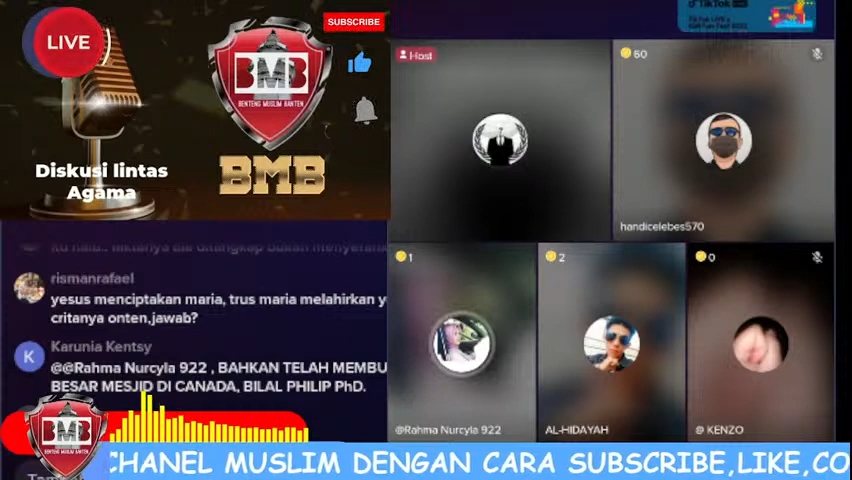 LIVE
SUBSCRIBE
BMB
BENTENG MUSLIM BANTEN
BMB
Diskusi lintas
Agama
TikTok
Host
60
handicelebes570
rismanrafael
yesus menciptakan maria, trus maria melahirkan y
critanya onten,jawab?
K
Karunia Kentsy
@@Rahma Nurcyla 922 , BAHKAN TELAH MEMBU
BESAR MESJID DI CANADA, BILAL PHILIP PhD.
1
@Rahma Nurcyla 922
2
AL-HIDAYAH
0
@ KENZO
BMB
CHANEL MUSLIM DENGAN CARA SUBSCRIBE,LIKE,CO